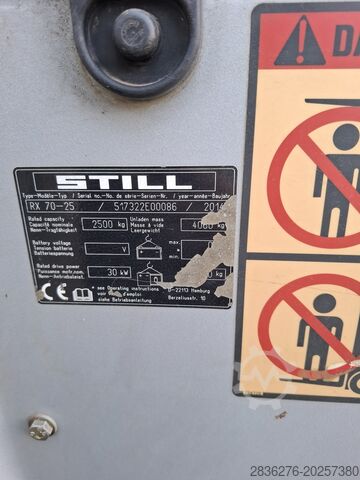 DA
STILL
Type-Modèle-Typ / Serial no.-No. de série-Serien-Nr. / year-année-Baujahr
RX 70-25 / 517322E00086 / 201
Rated capacity
Capacité nominale
Nenn-Tragfähigkeit
2500 kg
Unladen mass
Masse à vide
Leergewicht
40 kg
Battery voltage
Tension batterie
Batteriespannung
V
max.
kg
Rated drive power
Puissance motr.nom.
Nenn-Antriebsleist.
30 kW
kg
CE
see Operating instructions
voir Mode d'emploi
siehe Betriebsanleitung
D-22113 Hamburg
Berzeliusstr. 10
2836276-20257380